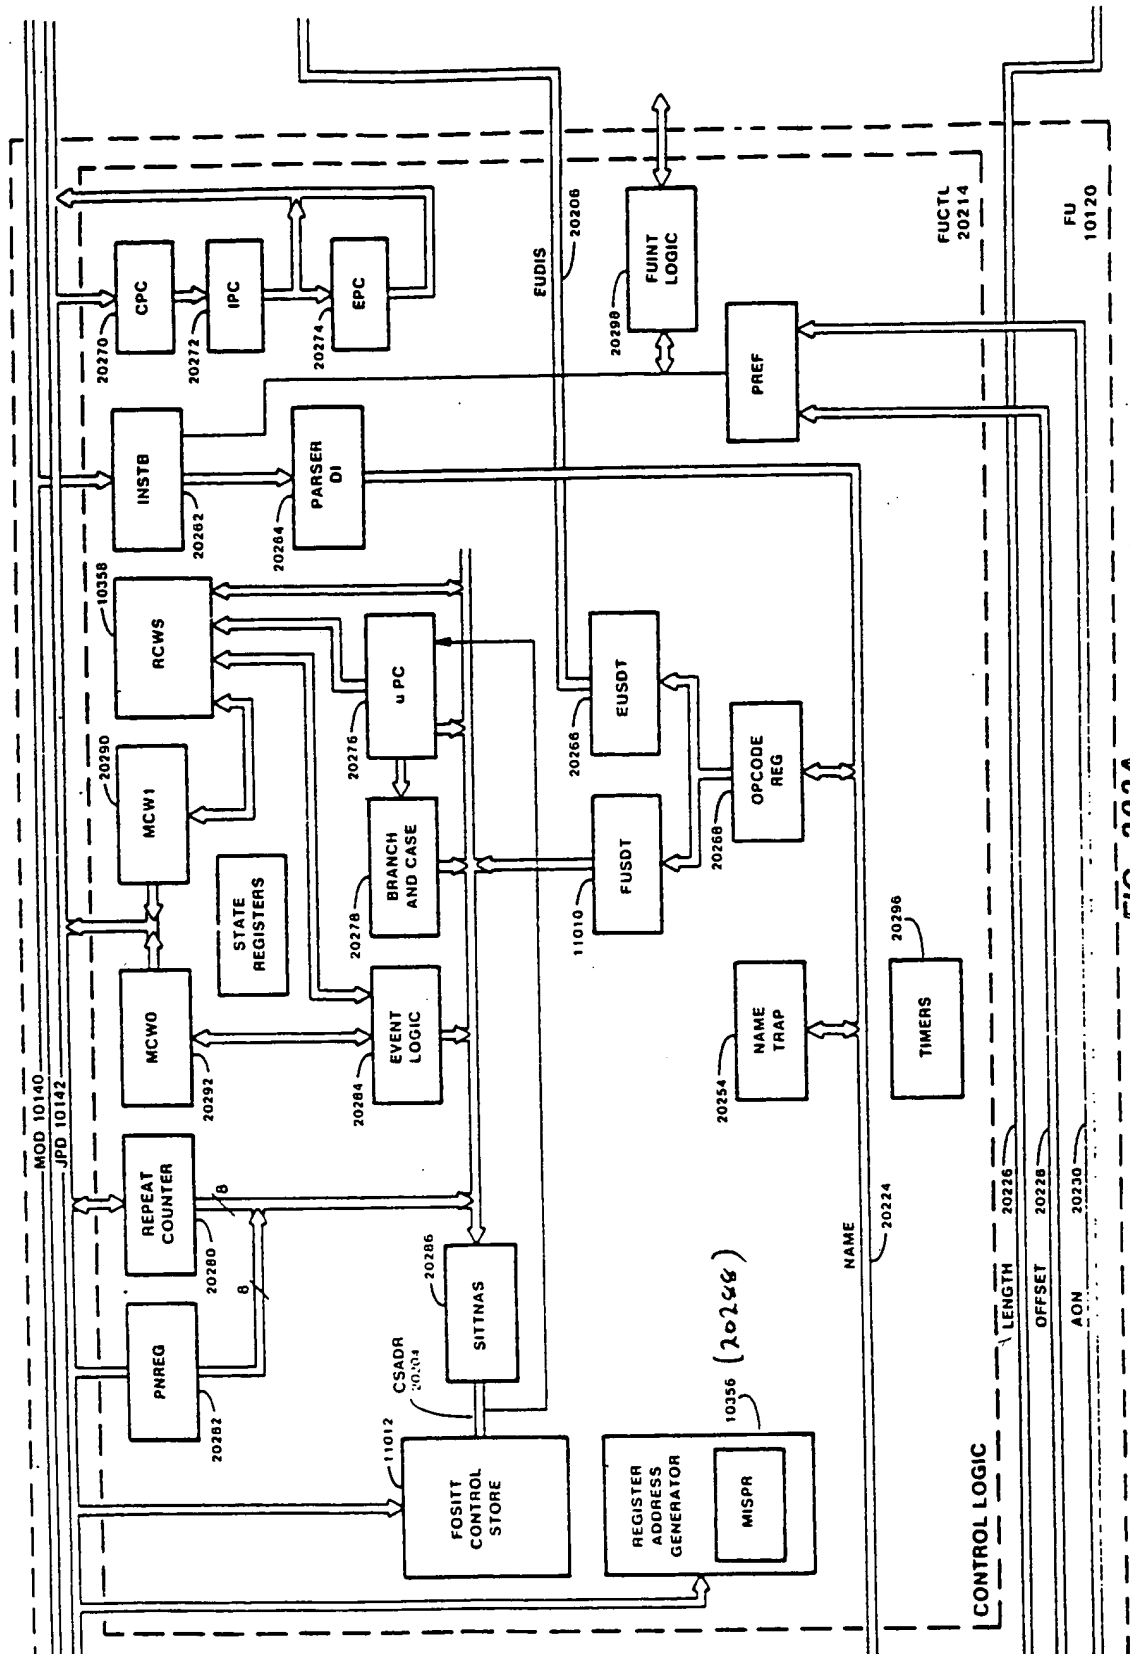 MOD 10140
JPD 10142
PNREG
20282
REPEAT
COUNTER
20280
8
8
MCW0
20292
MCW1
20290
STATE
REGISTERS
RCWS
10358
INSTB
20262
CPC
20270
IPC
20272
EPC
20274
PARSER
DI
20264
FOSITT
CONTROL
STORE
11012
CSADR
20204
SITTNAS
20286
EVENT
LOGIC
20284
BRANCH
AND CASE
20278
u PC
20276
EUDIS
20206
REGISTER
ADDRESS
GENERATOR
MISPR
10356 (20288)
FUSDT
11010
EUSDT
20266
FUINT
LOGIC
20298
NAME
TRAP
20254
OPCODE
REG
20268
PREF
NAME
20224
TIMERS
20296
FUCTL
20214
CONTROL LOGIC
LENGTH 20226
OFFSET 20228
AON 20230
FU
10120